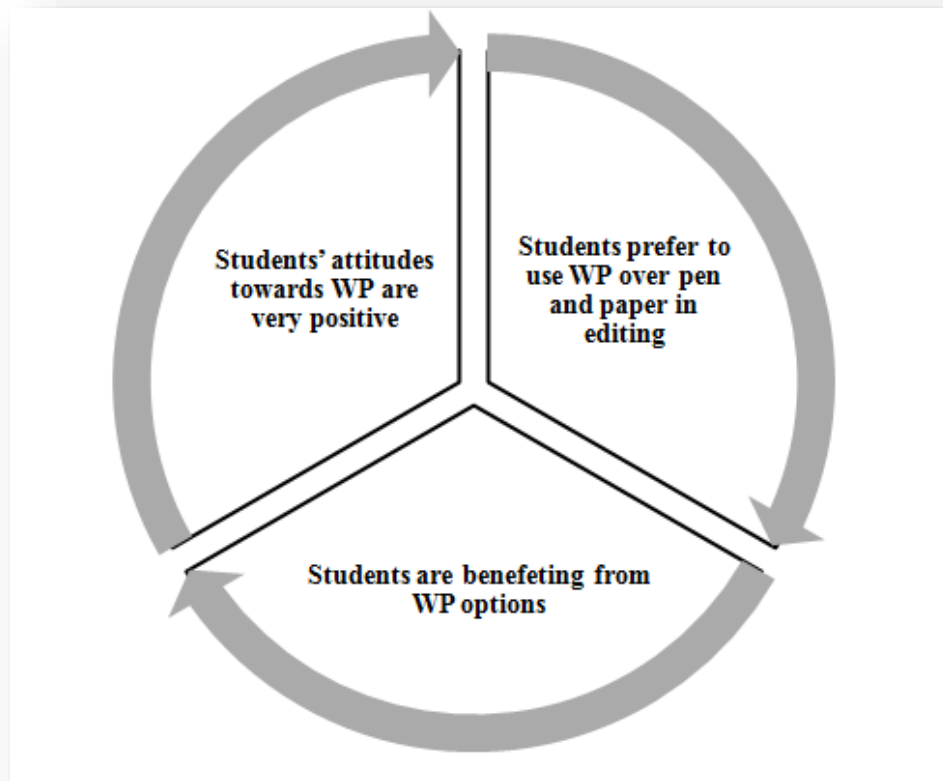 Students’ attitudes
towards WP are
very positive
Students prefer to
use WP over pen
and paper in
editing
Students are benefeting from
WP options